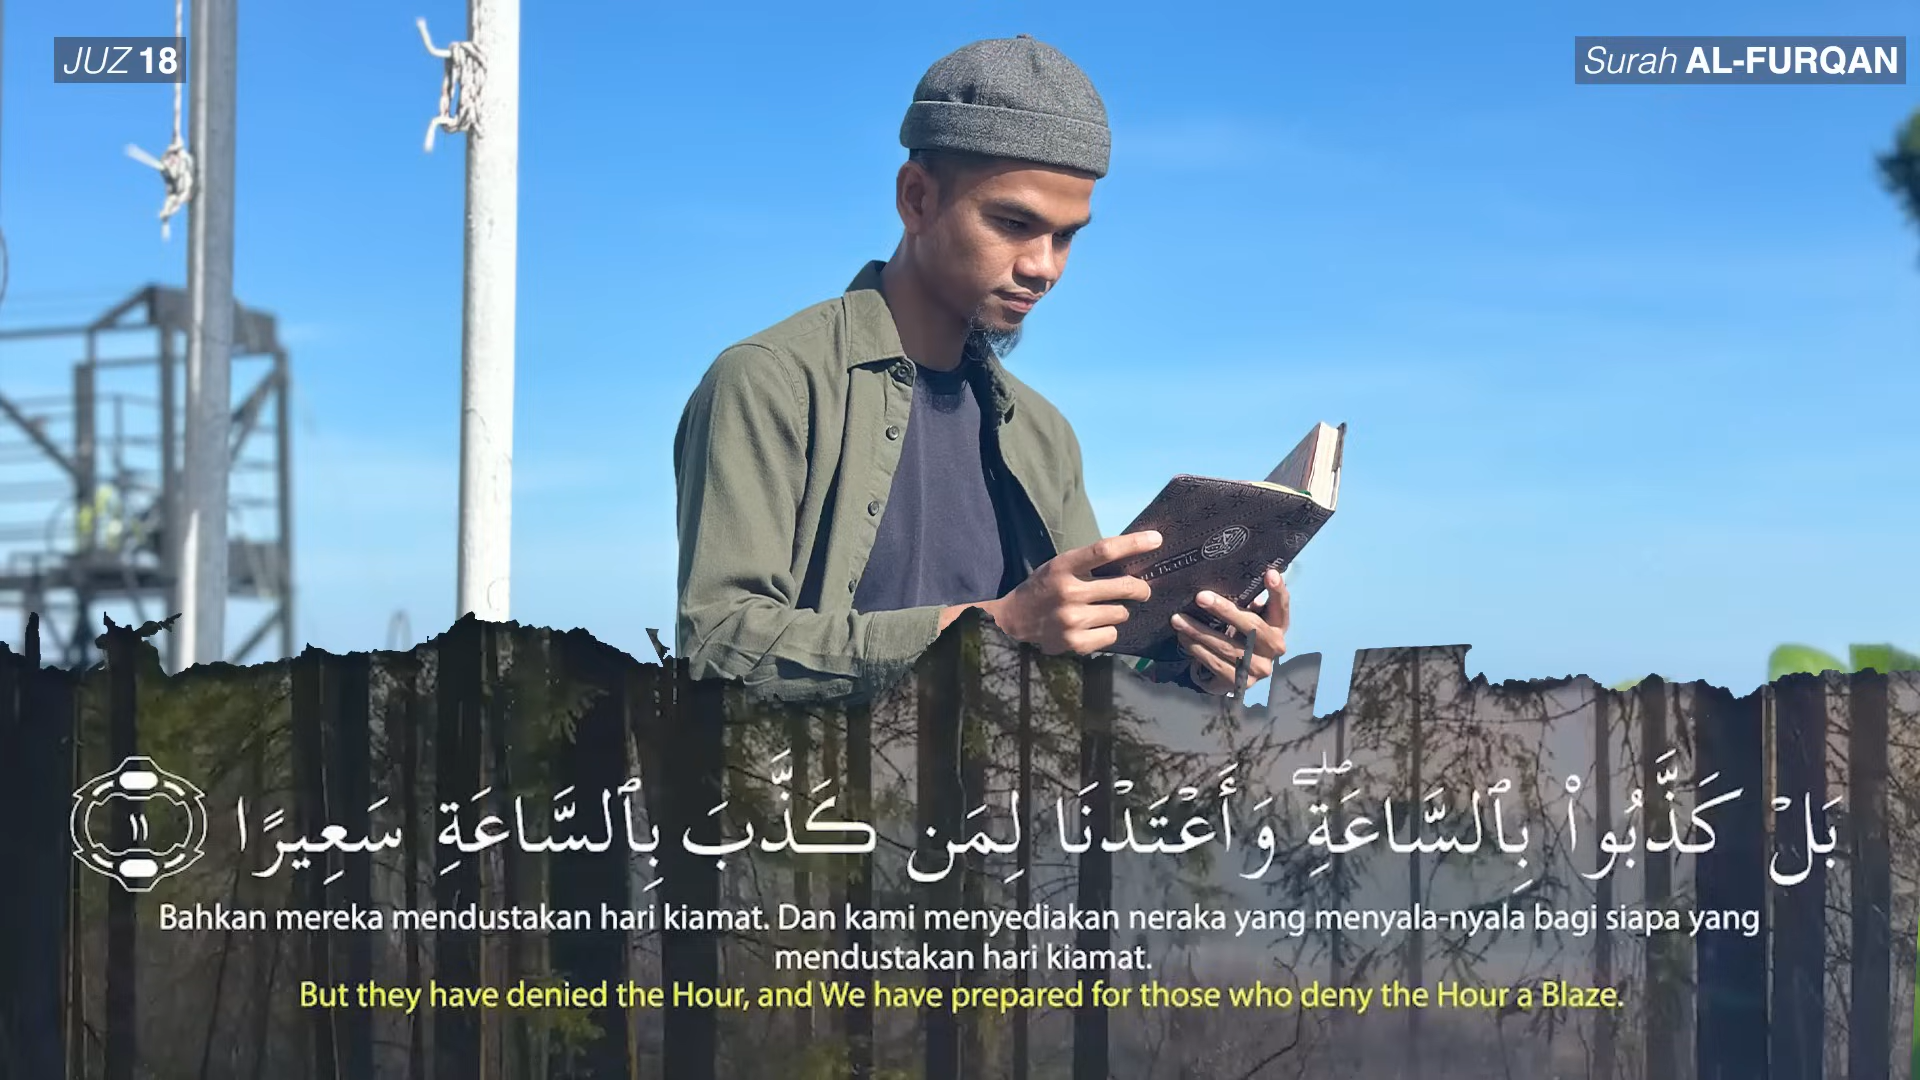 JUZ 18
Surah AL-FURQAN
بَلْ كَذَّبُوا۟ بِٱلسَّاعَةِ ۖ وَأَعْتَدْنَا لِمَن كَذَّبَ بِٱلسَّاعَةِ سَعِيرًا ١١
Bahkan mereka mendustakan hari kiamat. Dan kami menyediakan neraka yang menyala-nyala bagi siapa yang
mendustakan hari kiamat.
But they have denied the Hour, and We have prepared for those who deny the Hour a Blaze.